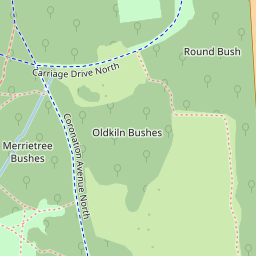 Round Bush
Carriage Drive North
Coronation Avenue North
Oldkiln Bushes
Merrietree
Bushes